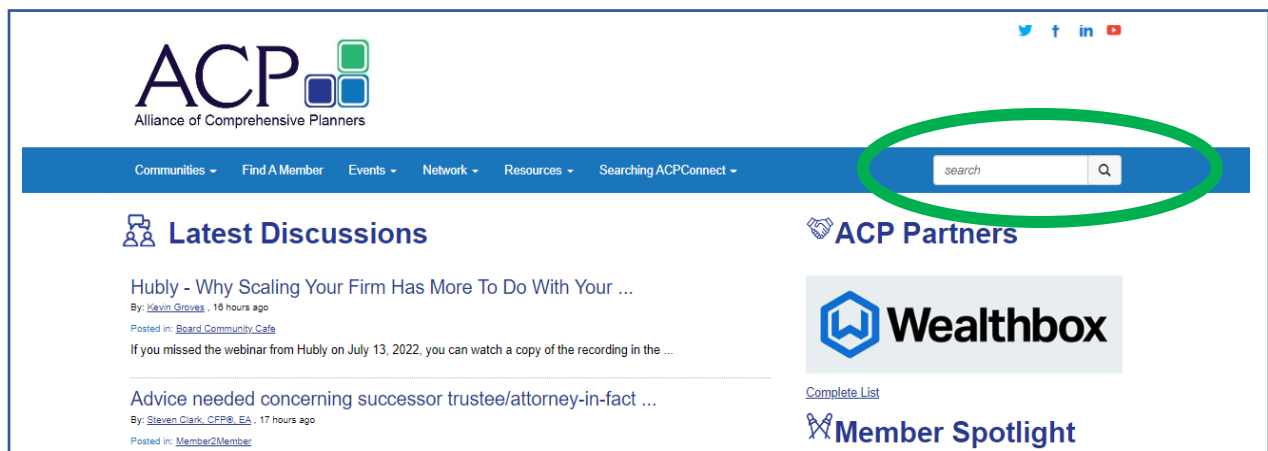 ACP
Alliance of Comprehensive Planners
Communities Find A Member Events Network Resources Searching ACPConnect search
Latest Discussions
Hubly - Why Scaling Your Firm Has More To Do With Your ...
By: Kevin Groves , 16 hours ago
Posted in: Board Community Cafe
If you missed the webinar from Hubly on July 13, 2022, you can watch a copy of the recording in the ...
Advice needed concerning successor trustee/attorney-in-fact ...
By: Steven Clark, CFP®, EA , 17 hours ago
Posted in: Member2Member
ACP Partners
Wealthbox
Complete List
Member Spotlight